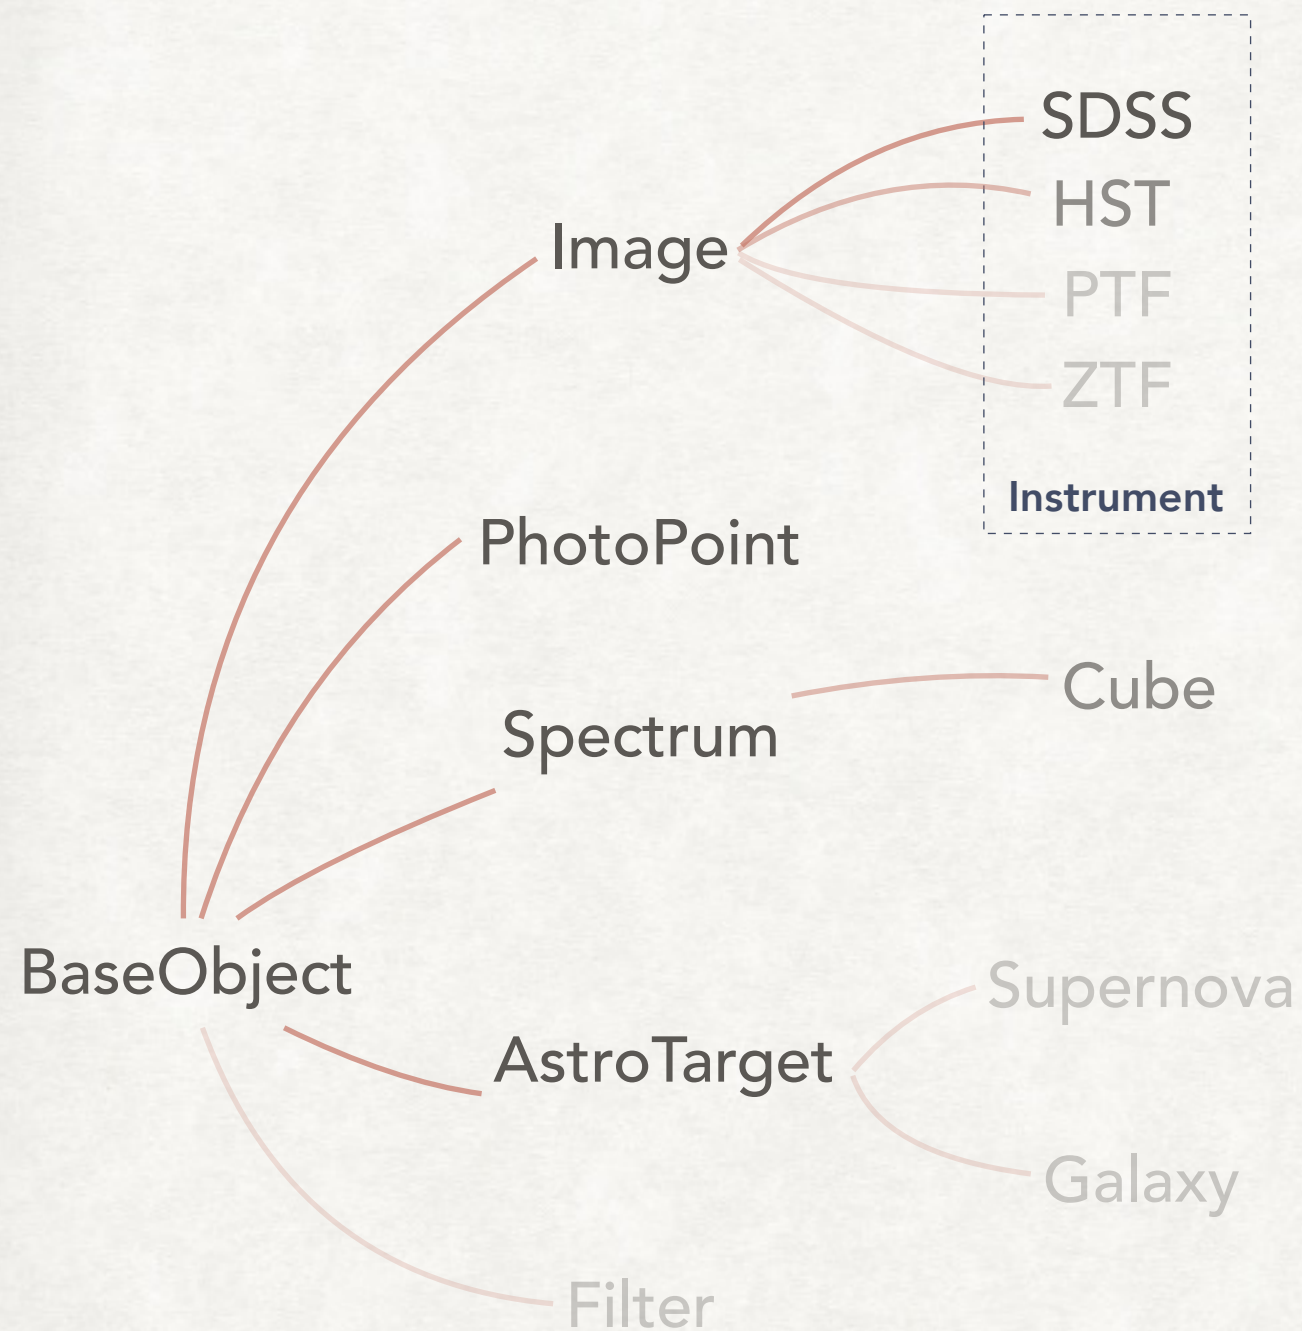 SDSS
HST
Image
PTF
ZTF
Instrument
PhotoPoint
Cube
Spectrum
BaseObject
Supernova
AstroTarget
Galaxy
Filter